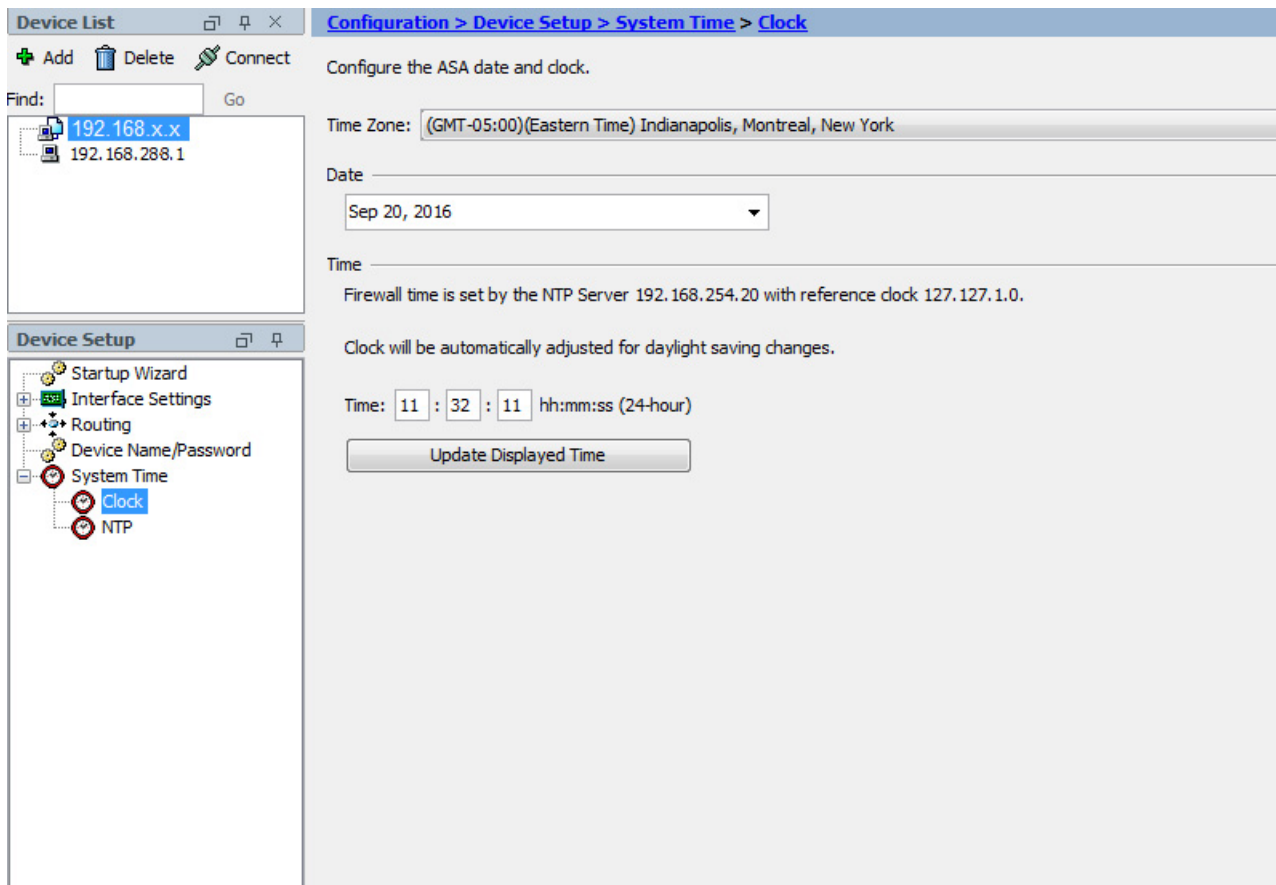 Device List
Add Delete Connect
Find: Go
192.168.x.x
192.168.288.1
Device Setup
Startup Wizard
Interface Settings
Routing
Device Name/Password
System Time
Clock
NTP
Configuration > Device Setup > System Time > Clock
Configure the ASA date and clock.
Time Zone: (GMT-05:00)(Eastern Time) Indianapolis, Montreal, New York
Date
Sep 20, 2016
Time
Firewall time is set by the NTP Server 192.168.254.20 with reference clock 127.127.1.0.
Clock will be automatically adjusted for daylight saving changes.
Time: 11 : 32 : 11 hh:mm:ss (24-hour)
Update Displayed Time